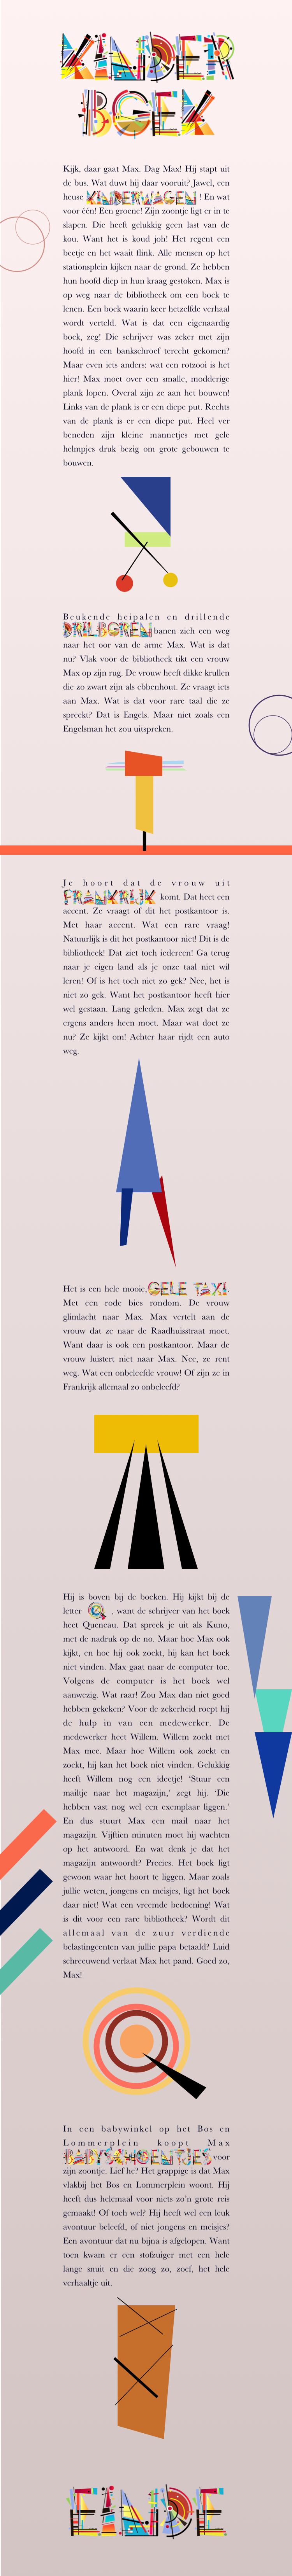 KINDER
BOEK
Kijk, daar gaat Max. Dag Max! Hij stapt uit
de bus. Wat duwt hij daar vooruit? Jawel, een
heuse KINDERWAGEN ! En wat
voor één! Een groene! Zijn zoontje ligt er in te
slapen. Die heeft gelukkig geen last van de
kou. Want het is koud joh! Het regent een
beetje en het waait flink. Alle mensen op het
stationsplein kijken naar de grond. Ze hebben
hun hoofd diep in hun kraag gestoken. Max is
op weg naar de bibliotheek om een boek te
lenen. Een boek waarin keer hetzelfde verhaal
wordt verteld. Wat is dat een eigenaardig
boek, zeg! Die schrijver was zeker met zijn
hoofd in een bankschroef terecht gekomen?
Maar even iets anders: wat een rotzooi is het
hier! Max moet over een smalle, modderige
plank lopen. Overal zijn ze aan het bouwen!
Links van de plank is er een diepe put. Rechts
van de plank is er een diepe put. Heel ver
beneden zijn kleine mannetjes met gele
helmpjes druk bezig om grote gebouwen te
bouwen.
Beukende heipalen en drillende
DRILBOREN banen zich een weg
naar het oor van de arme Max. Wat is dat
nu? Vlak voor de bibliotheek tikt een vrouw
Max op zijn rug. De vrouw heeft dikke krullen
die zo zwart zijn als ebbenhout. Ze vraagt iets
aan Max. Wat is dat voor rare taal die ze
spreekt? Dat is Engels. Maar niet zoals een
Engelsman het zou uitspreken.
Je hoort dat de vrouw uit
FRANKRIJK komt. Dat heet een
accent. Ze vraagt of dit het postkantoor is.
Met haar accent. Wat een rare vraag!
Natuurlijk is dit het postkantoor niet! Dit is de
bibliotheek! Dat ziet toch iedereen! Ga terug
naar je eigen land als je onze taal niet wil
leren! Of is het toch niet zo gek? Nee, het is
niet zo gek. Want het postkantoor heeft hier
wel gestaan. Lang geleden. Max zegt dat ze
ergens anders heen moet. Maar wat doet ze
nu? Ze kijkt om! Achter haar rijdt een auto
weg.
Het is een hele mooie, GELE TAXI.
Met een rode bies rondom. De vrouw
glimlacht naar Max. Max vertelt aan de
vrouw dat ze naar de Raadhuisstraat moet.
Want daar is ook een postkantoor. Maar de
vrouw luistert niet naar Max. Nee, ze rent
weg. Wat een onbeleefde vrouw! Of zijn ze in
Frankrijk allemaal zo onbeleefd?
Hij is boven bij de boeken. Hij kijkt bij de
letter Q , want de schrijver van het boek
heet Queneau. Dat spreek je uit als Kuno,
met de nadruk op de no. Maar hoe Max ook
kijkt, en hoe hij ook zoekt, hij kan het boek
niet vinden. Max gaat naar de computer toe.
Volgens de computer is het boek wel
aanwezig. Wat raar! Zou Max dan niet goed
hebben gekeken? Voor de zekerheid roept hij
de hulp in van een medewerker. De
medewerker heet Willem. Willem zoekt met
Max mee. Maar hoe Willem ook zoekt en
zoekt, hij kan het boek niet vinden. Gelukkig
heeft Willem nog een ideetje! ‘Stuur een
mailtje naar het magazijn,’ zegt hij. ‘Die
hebben vast nog wel een exemplaar liggen.’
En dus stuurt Max een mail naar het
magazijn. Vijftien minuten moet hij wachten
op het antwoord. En wat denk je dat het
magazijn antwoordt? Precies. Het boek ligt
gewoon waar het hoort te liggen. Maar zoals
jullie weten, jongens en meisjes, ligt het boek
daar niet! Wat een vreemde bedoening! Wat
is dit voor een rare bibliotheek? Wordt dit
allemaal van de zuur verdiende
belastingcenten van jullie papa betaald? Luid
schreeuwend verlaat Max het pand. Goed zo,
Max!
In een babywinkel op het Bos en
Lommerplein koopt Max
BABYSCHOENTJES voor
zijn zoontje. Lief hè? Het grappige is dat Max
vlakbij het Bos en Lommerplein woont. Hij
heeft dus helemaal voor niets zo'n grote reis
gemaakt! Of toch wel? Hij heeft wel een leuk
avontuur beleefd, of niet jongens en meisjes?
Een avontuur dat nu bijna is afgelopen. Want
toen kwam er een stofzuiger met een hele
lange snuit en die zoog zo, zoef, het hele
verhaaltje uit.
EINDE